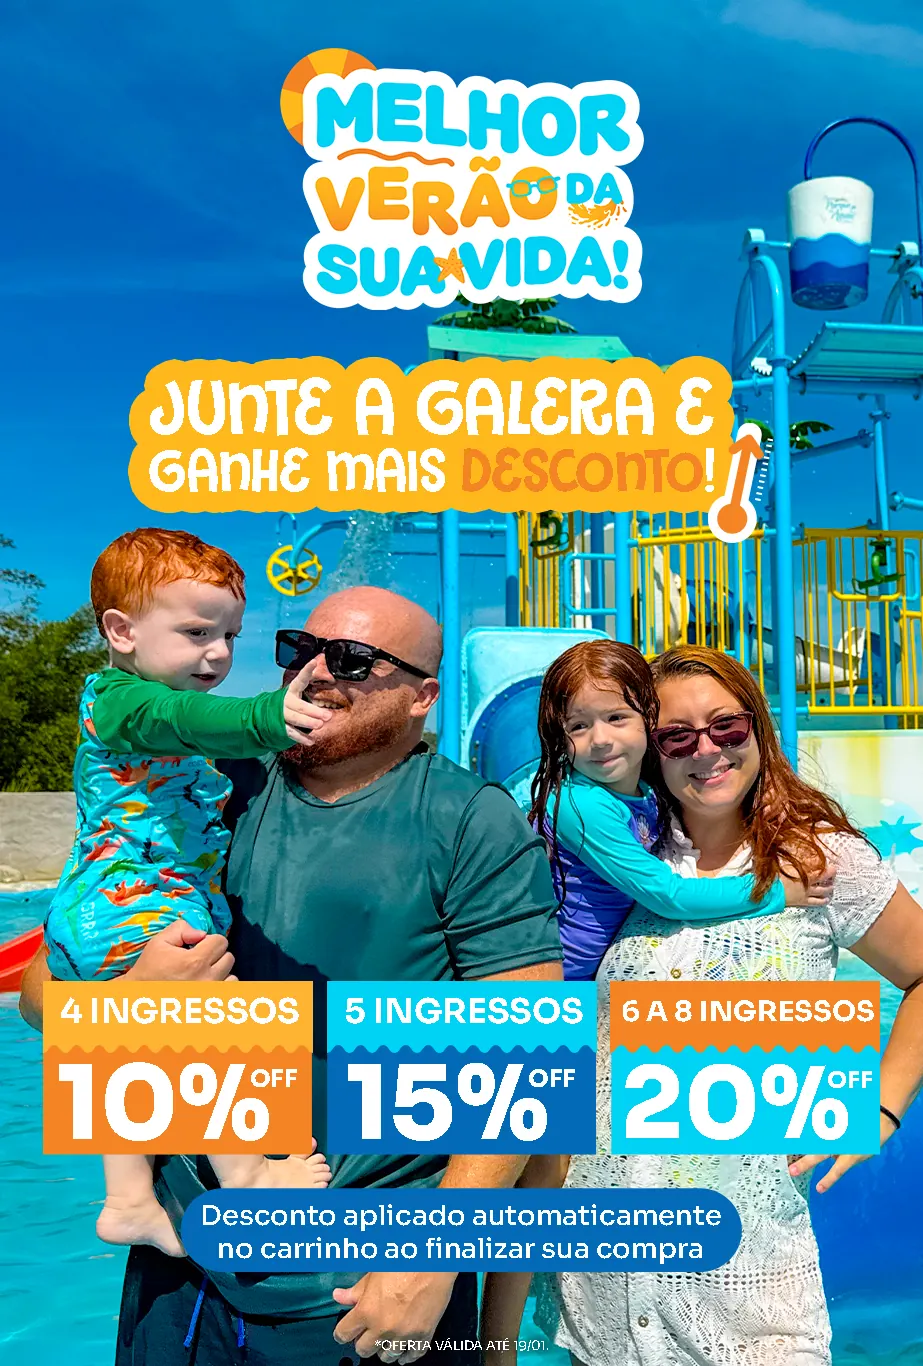 MELHOR
VERÃO DA
SUA VIDA!
JUNTE A GALERA E
GANHE MAIS DESCONTO!
4 INGRESSOS
10% OFF
5 INGRESSOS
15% OFF
6 A 8 INGRESSOS
20% OFF
Desconto aplicado automaticamente
no carrinho ao finalizar sua compra
*OFERTA VÁLIDA ATÉ 19/01.